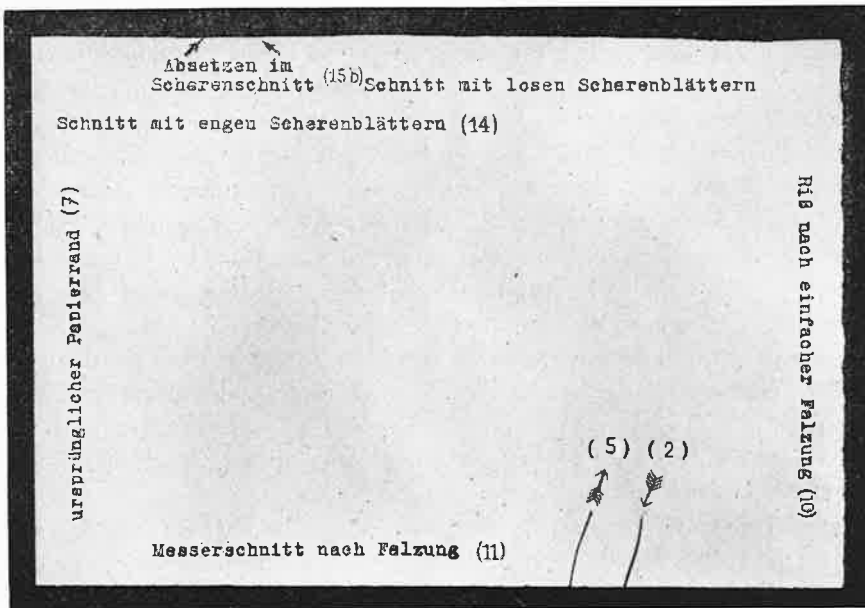 Absetzen im
Scherenschnitt (15b) Schnitt mit losen Scherenblättern
Schnitt mit engen Scherenblättern (14)
ursprünglicher Papierrand (7)
Riß nach einfacher Falzung (10)
(5) (2)
Messerschnitt nach Falzung (11)